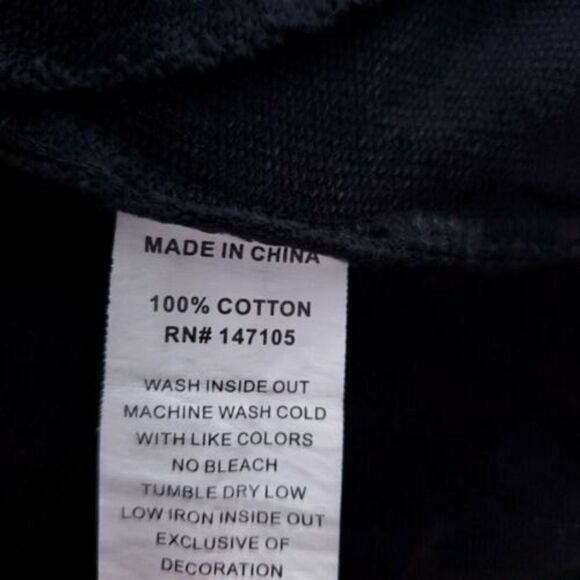 MADE IN CHINA
100% COTTON
RN# 147105
WASH INSIDE OUT
MACHINE WASH COLD
WITH LIKE COLORS
NO BLEACH
TUMBLE DRY LOW
LOW IRON INSIDE OUT
EXCLUSIVE OF
DECORATION